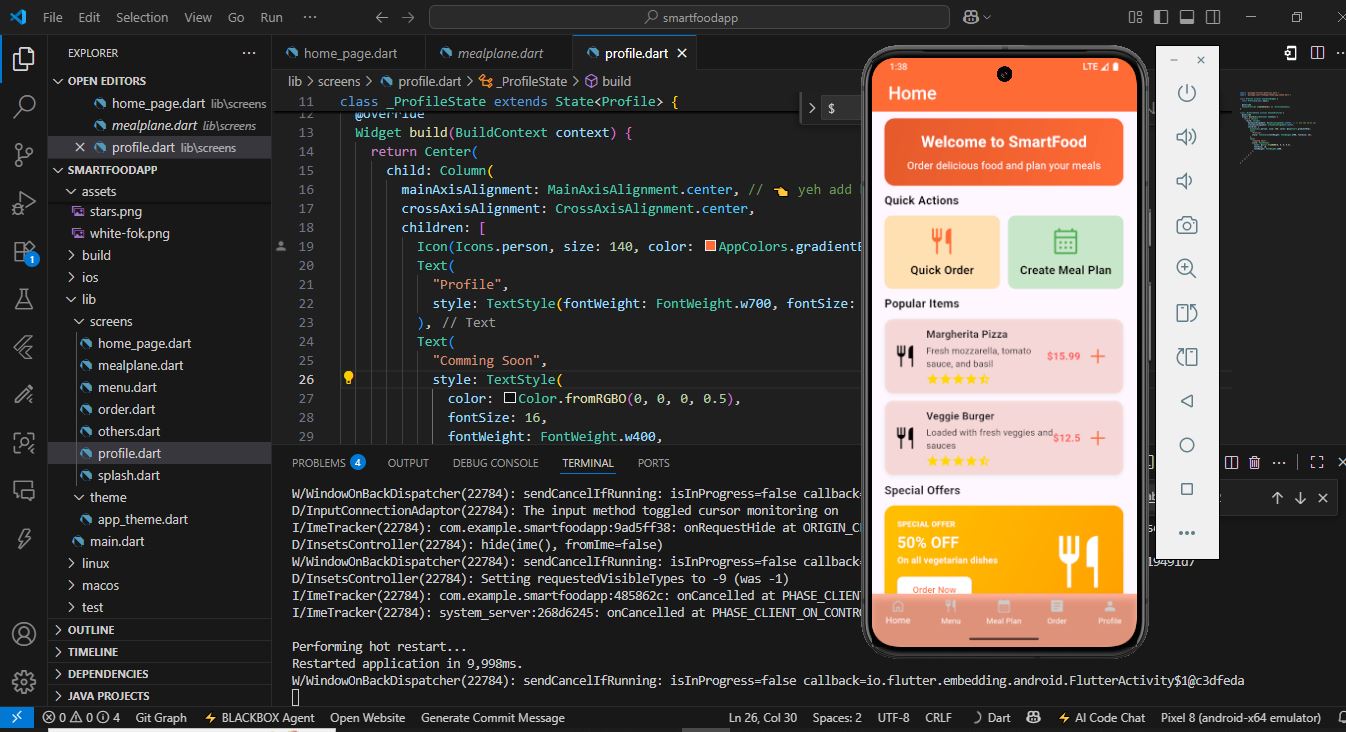 File Edit Selection View Go Run ··· smartfoodapp
EXPLORER
OPEN EDITORS
home_page.dart lib\screens
mealplane.dart lib\screens
profile.dart lib\screens
SMARTFOODAPP
assets
stars.png
white-fok.png
build
ios
lib
screens
home_page.dart
mealplane.dart
menu.dart
order.dart
others.dart
profile.dart
splash.dart
theme
app_theme.dart
main.dart
linux
macos
test
OUTLINE
TIMELINE
DEPENDENCIES
JAVA PROJECTS
1
home_page.dart mealplane.dart profile.dart
lib > screens > profile.dart > _ProfileState > build
11 class _ProfileState extends State<Profile> {
12 @override
13 Widget build(BuildContext context) {
14 return Center(
15 child: Column(
16 mainAxisAlignment: MainAxisAlignment.center, // 👈 yeh add
17 crossAxisAlignment: CrossAxisAlignment.center,
18 children: [
19 Icon(Icons.person, size: 140, color: AppColors.gradientE
20 Text(
21 "Profile",
22 style: TextStyle(fontWeight: FontWeight.w700, fontSize:
23 ), // Text
24 Text(
25 "Comming Soon",
26 style: TextStyle(
27 color: Color.fromRGBO(0, 0, 0, 0.5),
28 fontSize: 16,
29 fontWeight: FontWeight.w400,
$
PROBLEMS 4 OUTPUT DEBUG CONSOLE TERMINAL PORTS
W/WindowOnBackDispatcher(22784): sendCancelIfRunning: isInProgress=false callback=
D/InputConnectionAdaptor(22784): The input method toggled cursor monitoring on
I/ImeTracker(22784): com.example.smartfoodapp:9ad5ff38: onRequestHide at ORIGIN_CL
D/InsetsController(22784): hide(ime(), fromIme=false)
W/WindowOnBackDispatcher(22784): sendCancelIfRunning: isInProgress=false callback=
D/InsetsController(22784): Setting requestedVisibleTypes to -9 (was -1)
I/ImeTracker(22784): com.example.smartfoodapp:485862c: onCancelled at PHASE_CLIENT
I/ImeTracker(22784): system_server:268d6245: onCancelled at PHASE_CLIENT_ON_CONTRO
Performing hot restart...
Restarted application in 9,998ms.
W/WindowOnBackDispatcher(22784): sendCancelIfRunning: isInProgress=false callback=io.flutter.embedding.android.FlutterActivity$1@c3dfeda
1:38 LTE
Home
Welcome to SmartFood
Order delicious food and plan your meals
Quick Actions
Quick Order Create Meal Plan
Popular Items
Margherita Pizza
Fresh mozzarella, tomato
sauce, and basil
$15.99 +
Veggie Burger
Loaded with fresh veggies and
sauces
$12.5 +
Special Offers
SPECIAL OFFER
50% OFF
On all vegetarian dishes
Order Now
Home Menu Meal Plan Order Profile
0 0 4 Git Graph BLACKBOX Agent Open Website Generate Commit Message Ln 26, Col 30 Spaces: 2 UTF-8 CRLF Dart AI Code Chat Pixel 8 (android-x64 emulator)